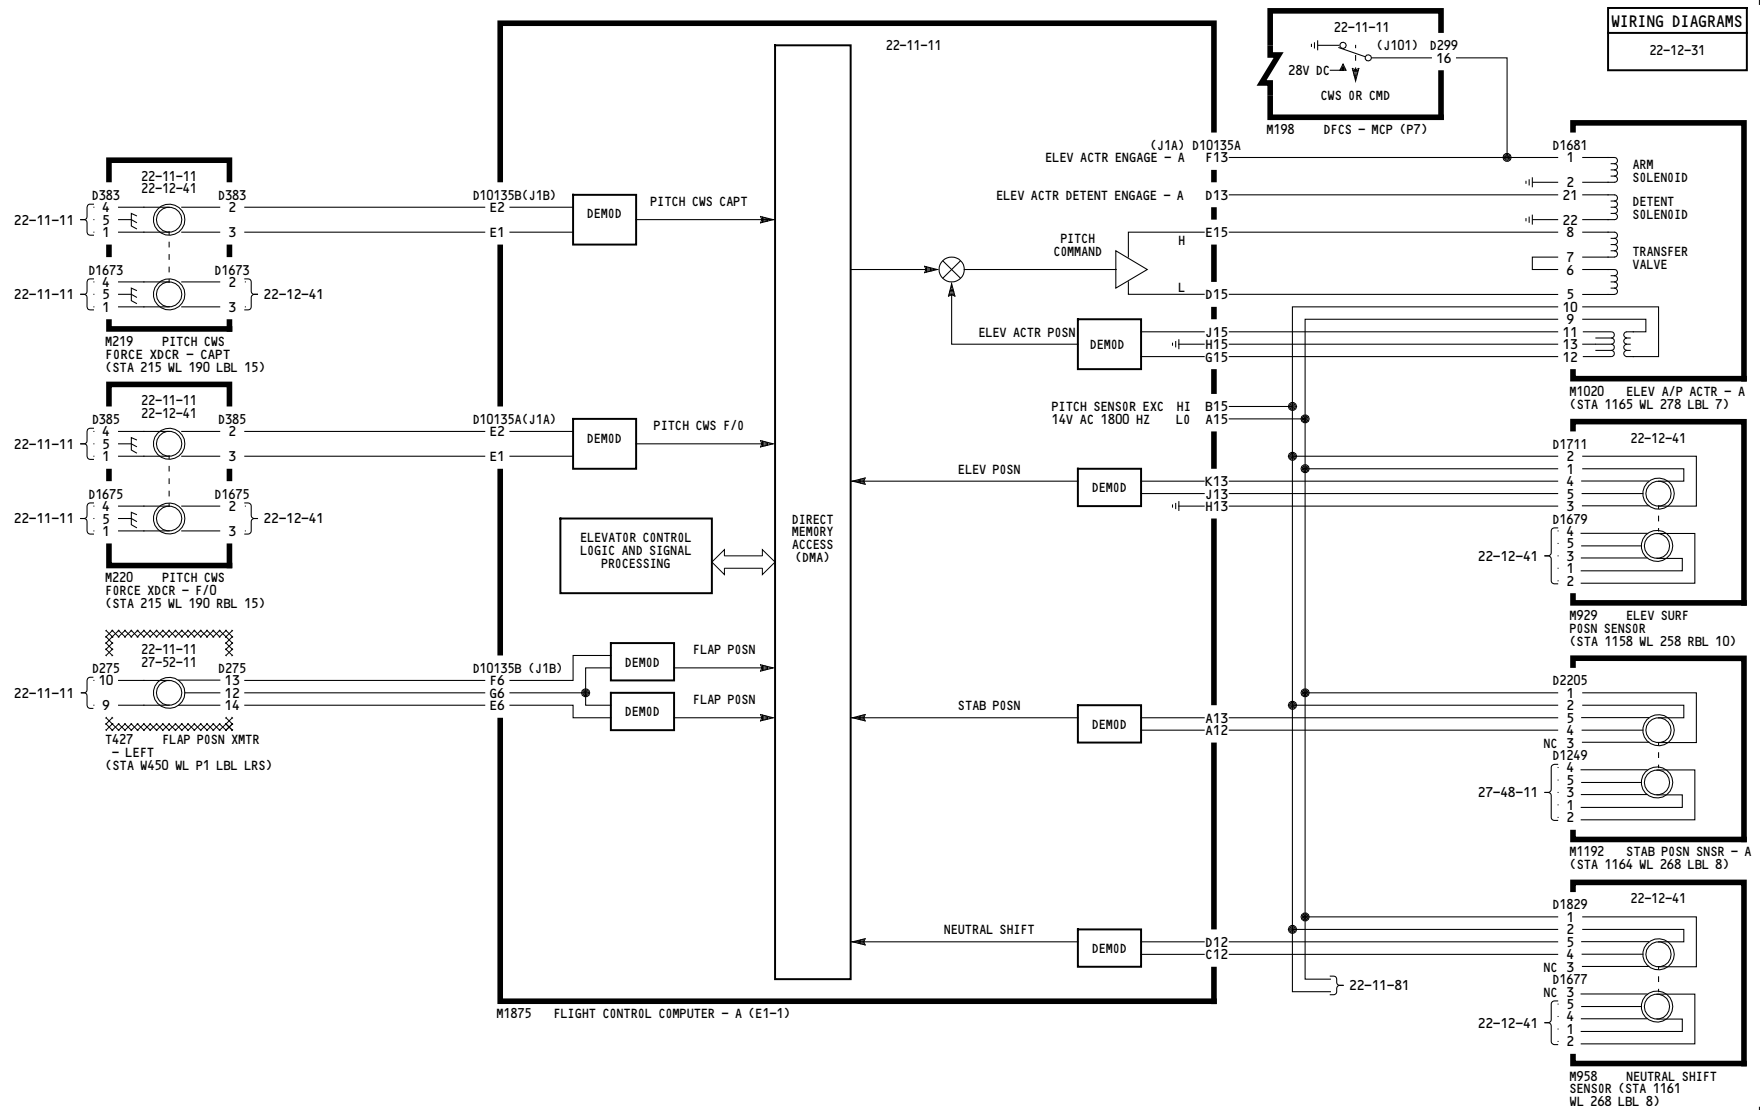 WIRING DIAGRAMS
22-12-31
22-11-11
22-11-11
(J101) D299
16
28V DC
CWS OR CMD
M198 DFCS - MCP (P7)
22-11-11
22-12-41
D383 D383
4 2
22-11-11 5
1 3
D1673 D1673
4 2
22-11-11 5 22-12-41
1 3
M219 PITCH CWS
FORCE XDCR - CAPT
(STA 215 WL 190 LBL 15)
D10135B(J1B)
E2
E1
DEMOD
PITCH CWS CAPT
22-11-11
22-12-41
D385 D385
4 2
22-11-11 5
1 3
D1675 D1675
4 2
22-11-11 5 22-12-41
1 3
M220 PITCH CWS
FORCE XDCR - F/O
(STA 215 WL 190 RBL 15)
D10135A(J1A)
E2
E1
DEMOD
PITCH CWS F/O
ELEVATOR CONTROL
LOGIC AND SIGNAL
PROCESSING
DIRECT
MEMORY
ACCESS
(DMA)
22-11-11
27-52-11
D275 D275
10 13
22-11-11 12
9 14
T427 FLAP POSN XMTR
- LEFT
(STA W450 WL P1 LBL LRS)
D10135B (J1B)
F6
G6
E6
DEMOD
FLAP POSN
DEMOD
FLAP POSN
M1875 FLIGHT CONTROL COMPUTER - A (E1-1)
(J1A) D10135A
ELEV ACTR ENGAGE - A F13
ELEV ACTR DETENT ENGAGE - A D13
PITCH
COMMAND
H E15
L D15
ELEV ACTR POSN
DEMOD
J15
H15
G15
PITCH SENSOR EXC HI B15
14V AC 1800 HZ LO A15
ELEV POSN
DEMOD
K13
J13
H13
STAB POSN
DEMOD
A13
A12
NEUTRAL SHIFT
DEMOD
D12
C12
22-11-81
D1681
1
2
ARM
SOLENOID
21
22
DETENT
SOLENOID
8
7
6
5
TRANSFER
VALVE
10
9
11
13
12
M1020 ELEV A/P ACTR - A
(STA 1165 WL 278 LBL 7)
22-12-41
D1711
2
1
4
5
3
D1679
4
5
22-12-41 3
1
2
M929 ELEV SURF
POSN SENSOR
(STA 1158 WL 258 RBL 10)
D2205
1
2
5
4
NC 3
D1249
4
5
27-48-11 3
1
2
M1192 STAB POSN SNSR - A
(STA 1164 WL 268 LBL 8)
22-12-41
D1829
1
2
5
4
NC 3
D1677
NC 3
5
4
22-12-41 1
2
M958 NEUTRAL SHIFT
SENSOR (STA 1161
WL 268 LBL 8)